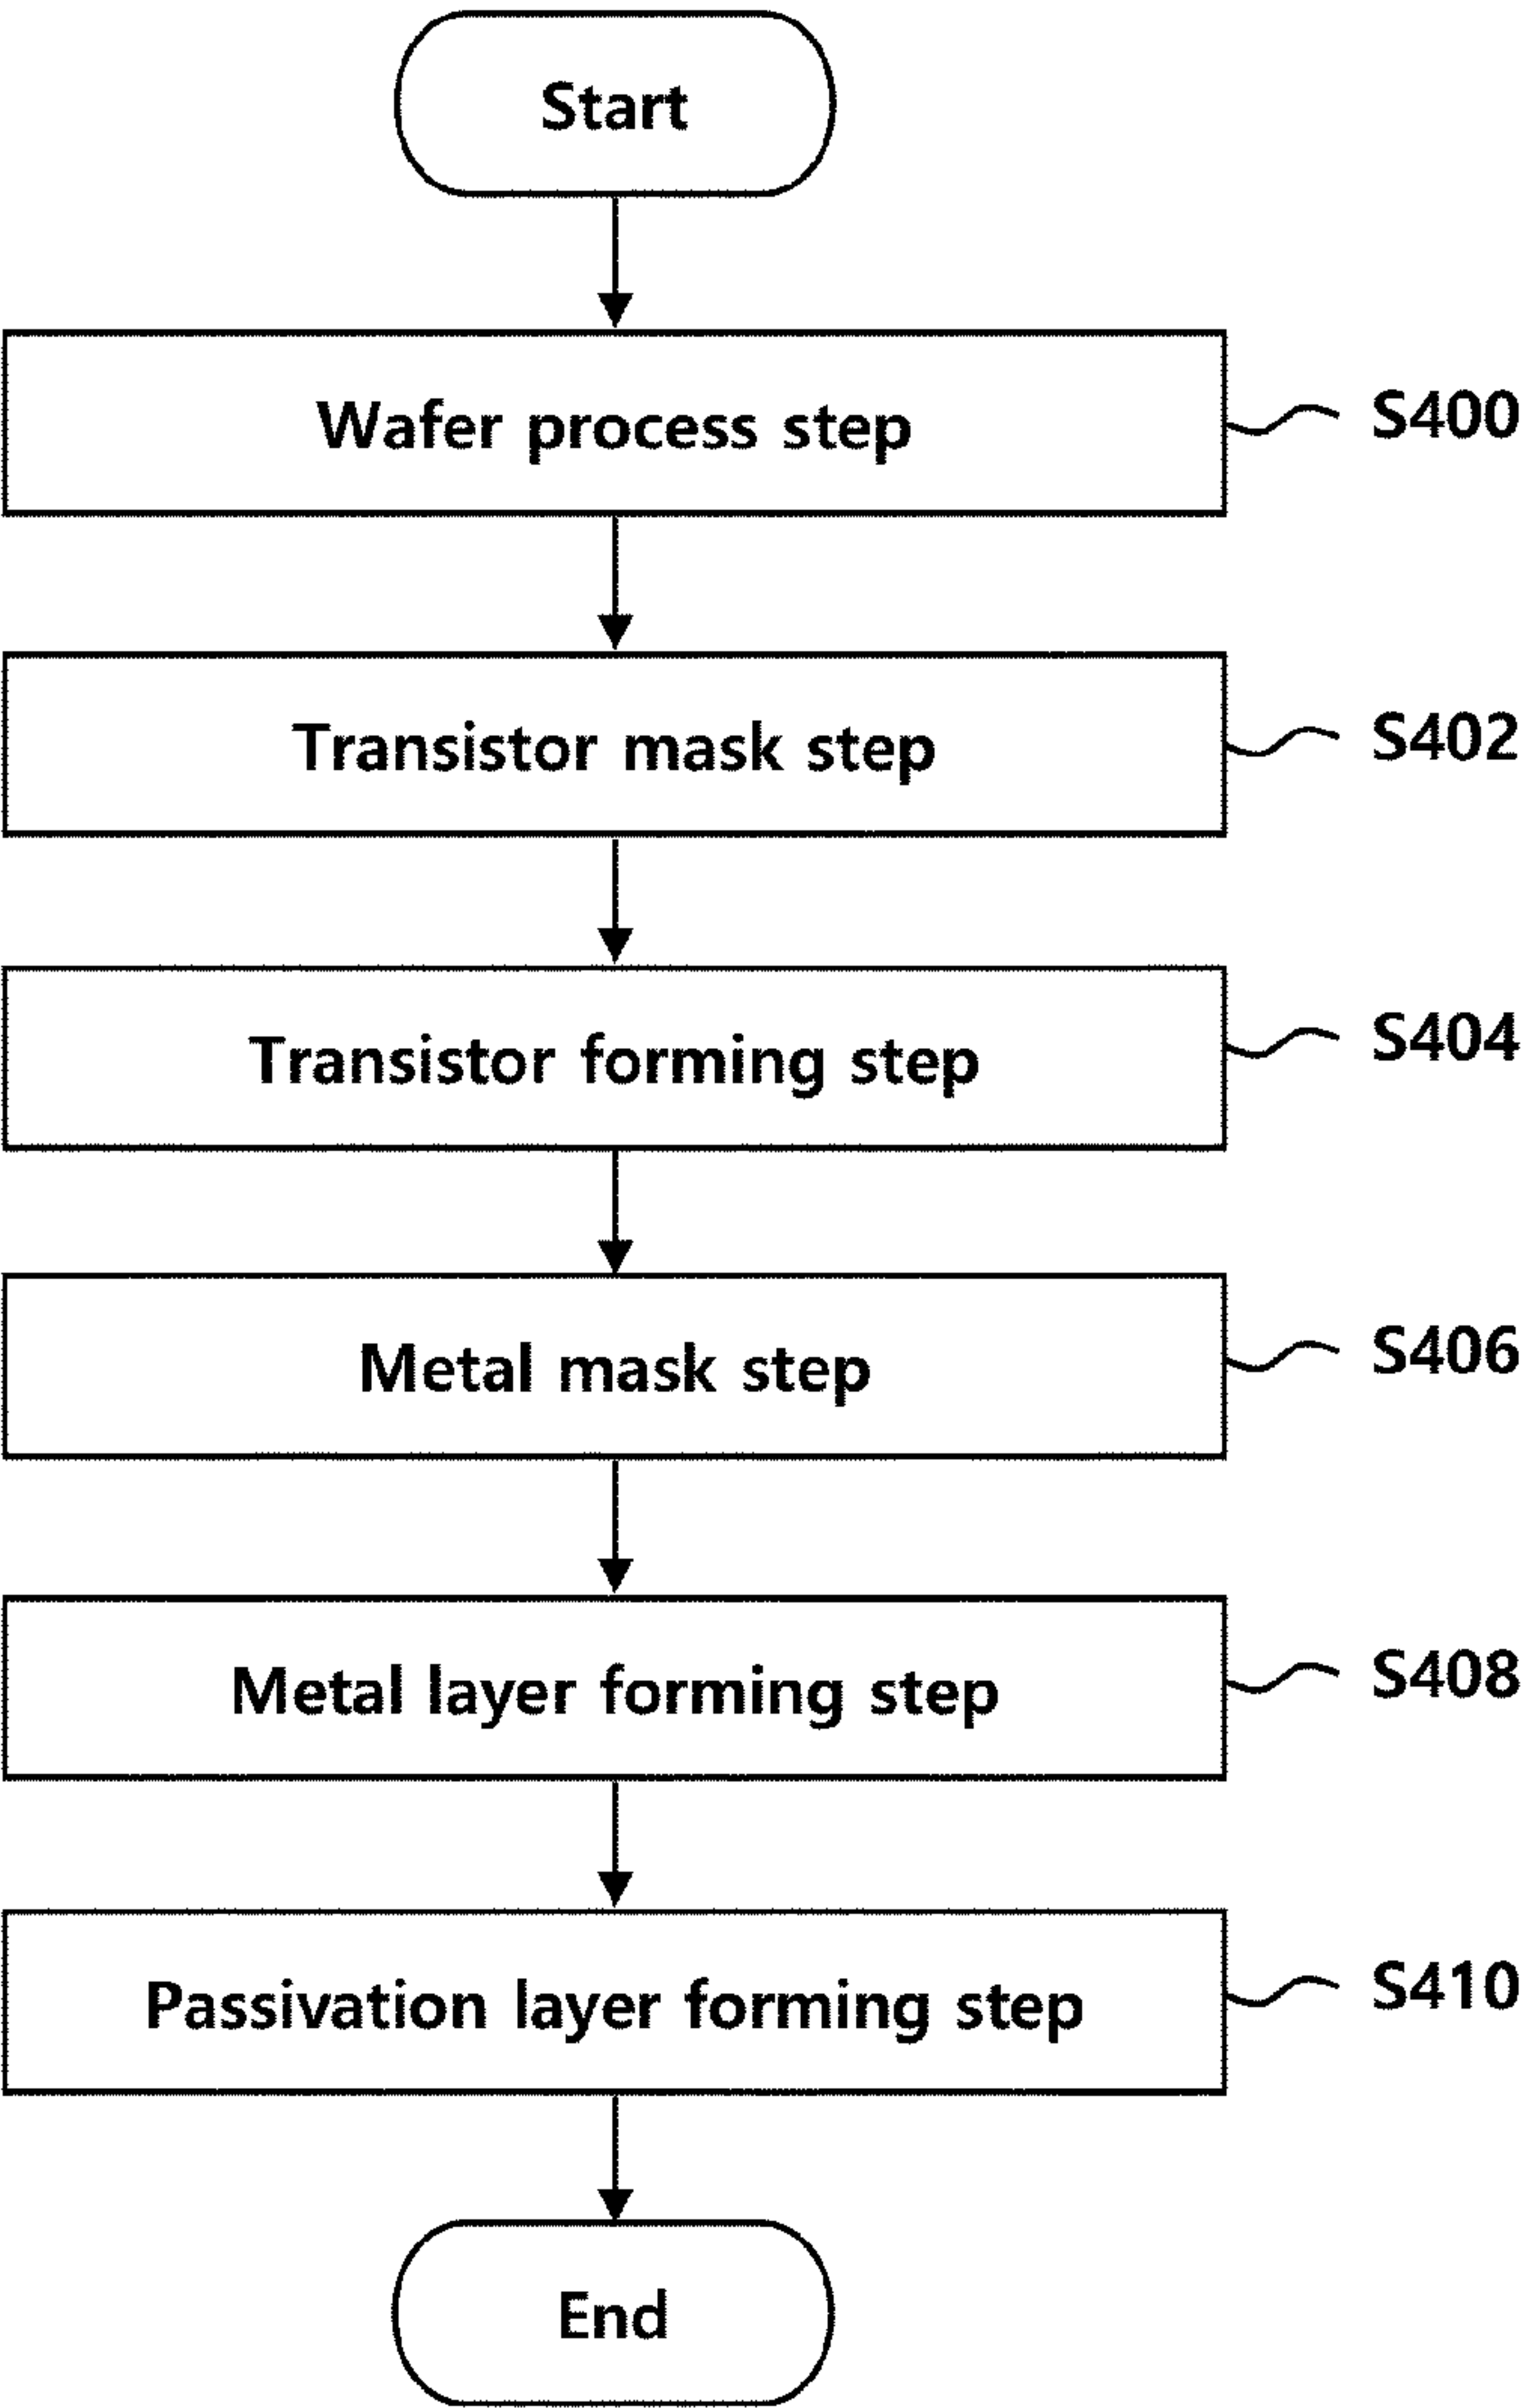 Start
Wafer process step
S400
Transistor mask step
S402
Transistor forming step
S404
Metal mask step
S406
Metal layer forming step
S408
Passivation layer forming step
S410
End